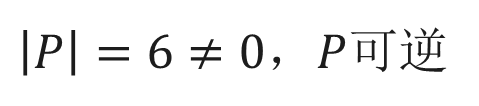 |P| = 6 ≠ 0，P可逆